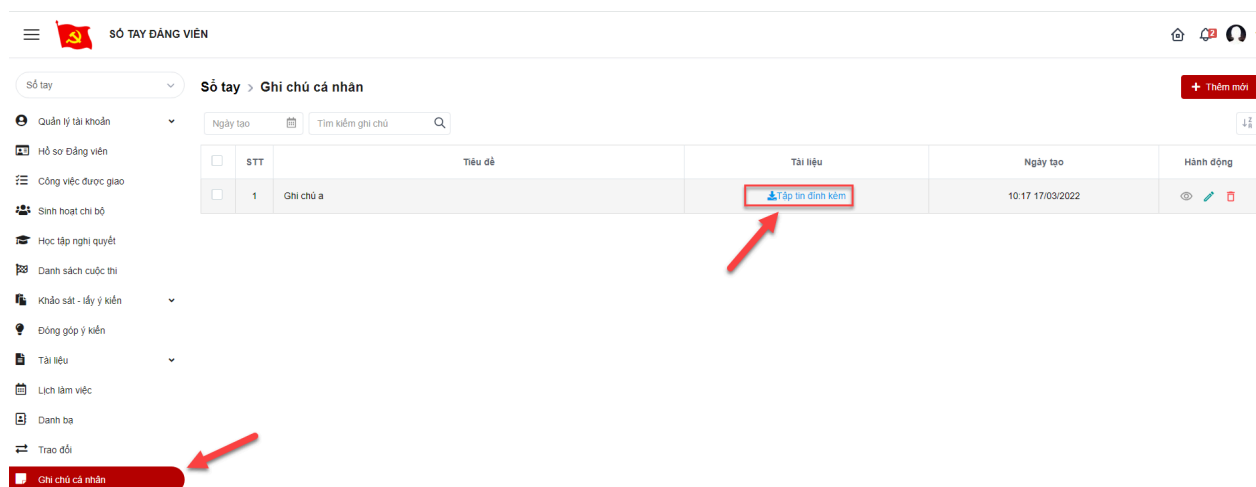 SỔ TAY ĐẢNG VIÊN
2
Sổ tay
Sổ tay > Ghi chú cá nhân
+ Thêm mới
Quản lý tài khoản
Ngày tạo
Tìm kiếm ghi chú
Hồ sơ Đảng viên
STT
Tiêu đề
Tài liệu
Ngày tạo
Hành động
Công việc được giao
1
Ghi chú a
Tập tin đính kèm
10:17 17/03/2022
Sinh hoạt chi bộ
Học tập nghị quyết
Danh sách cuộc thi
Khảo sát - lấy ý kiến
Đóng góp ý kiến
Tài liệu
Lịch làm việc
Danh bạ
Trao đổi
Ghi chú cá nhân